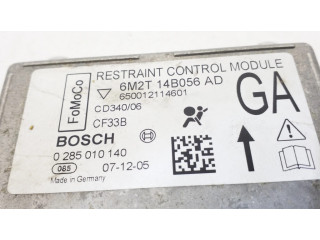 FoMoCo
RESTRAINT CONTROL MODULE
6M2T 14B056 AD
650012114601
CD340/06
CF33B
GA
BOSCH
0 285 010 140
085 07-12-05
Made in Germany